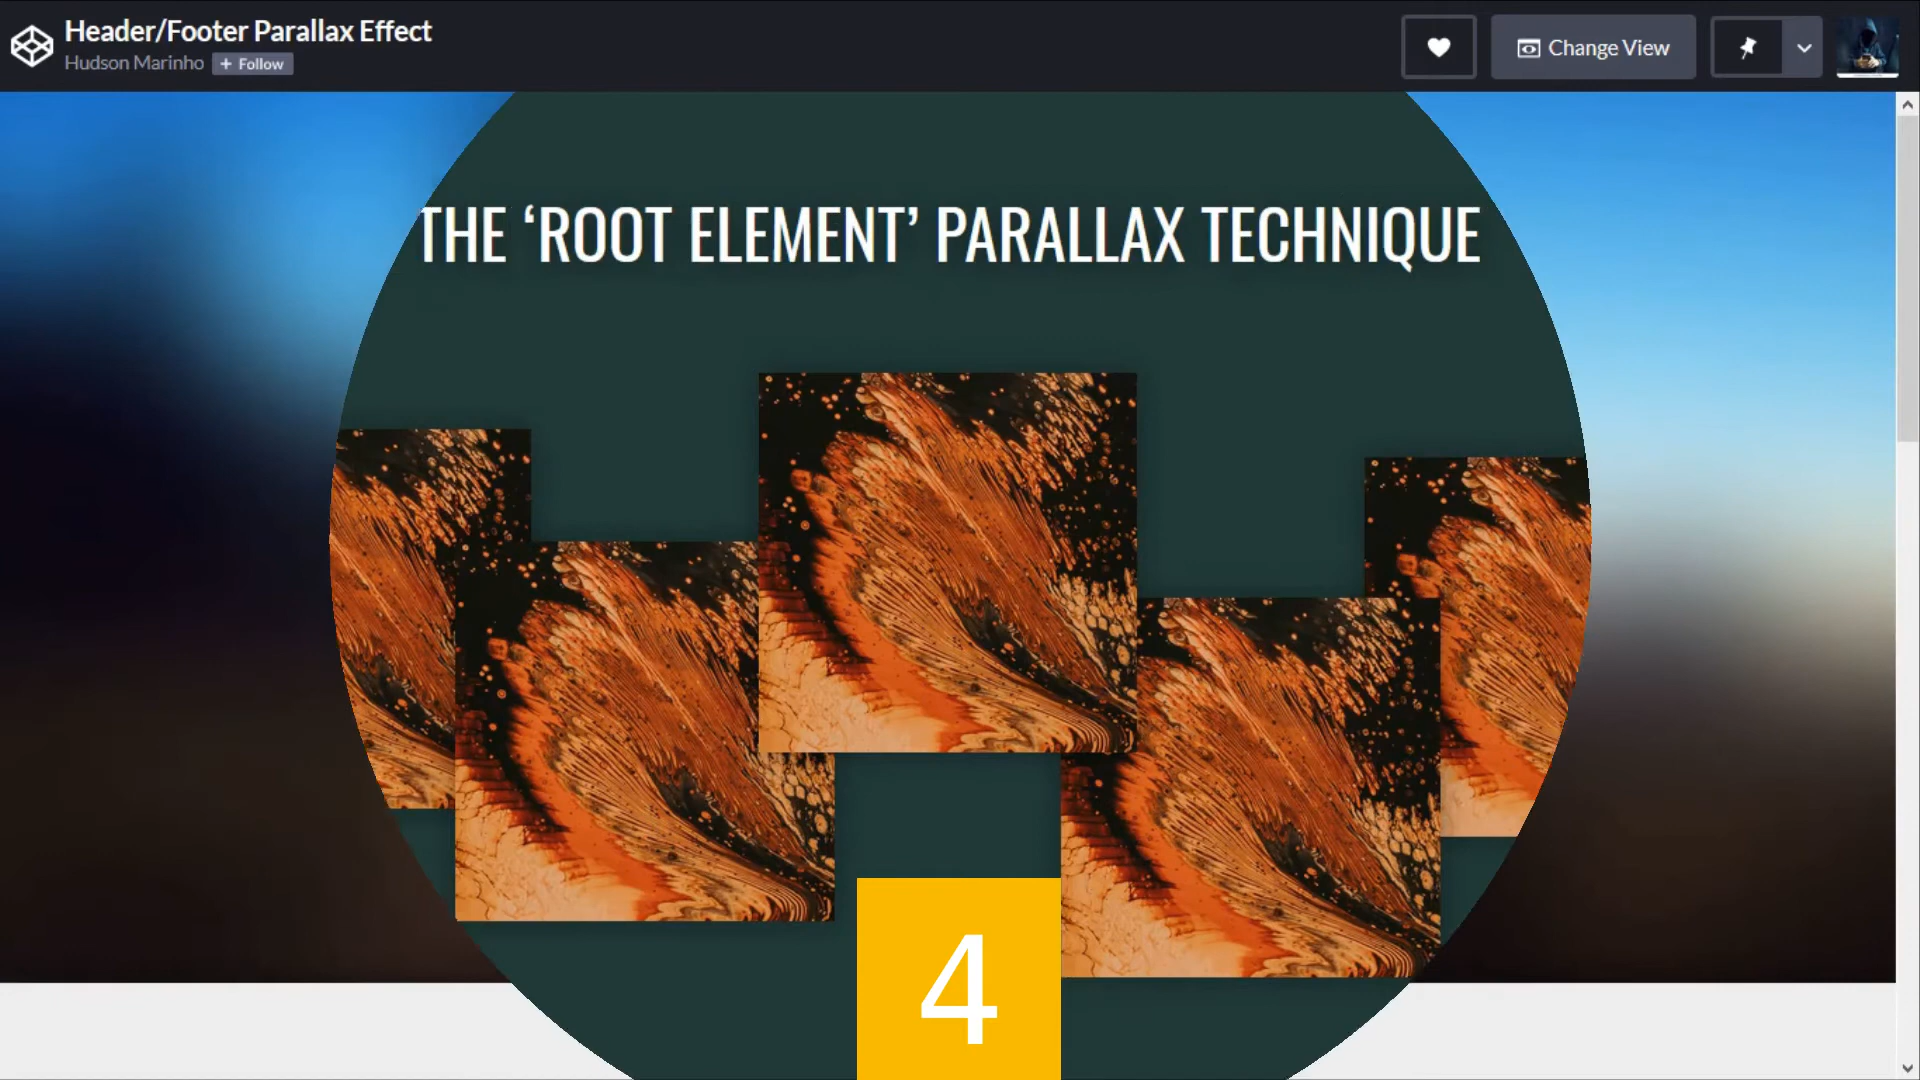 Header/Footer Parallax Effect
Hudson Marinho + Follow
Change View
THE ‘ROOT ELEMENT’ PARALLAX TECHNIQUE
4